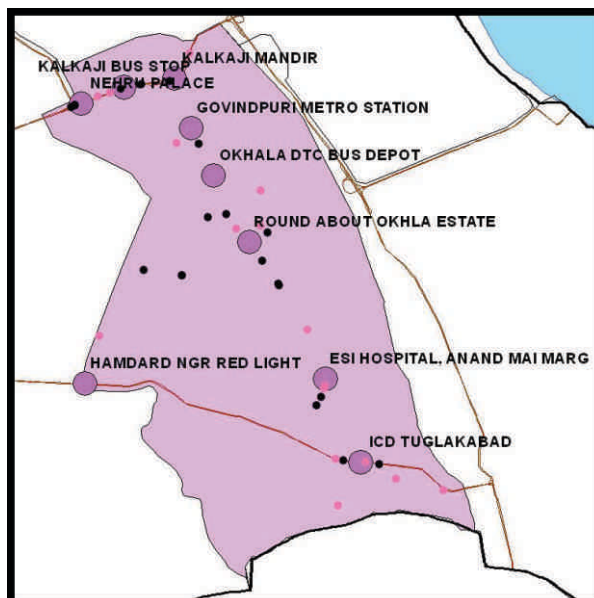 KALKAJI MANDIR
KALKAJI BUS STOP
NEHRU PALACE
GOVINDPURI METRO STATION
OKHALA DTC BUS DEPOT
ROUND ABOUT OKHLA ESTATE
HAMDARD NGR RED LIGHT
ESI HOSPITAL, ANAND MAI MARG
ICD TUGLAKABAD